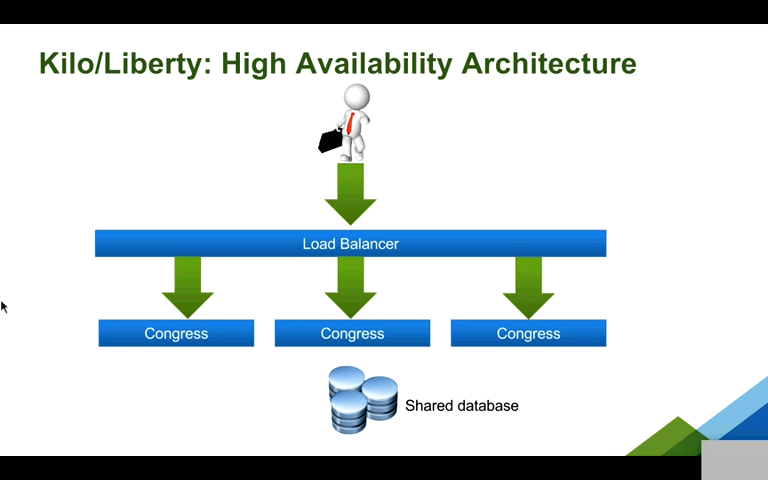 Kilo/Liberty: High Availability Architecture
Load Balancer
Congress
Congress
Congress
Shared database